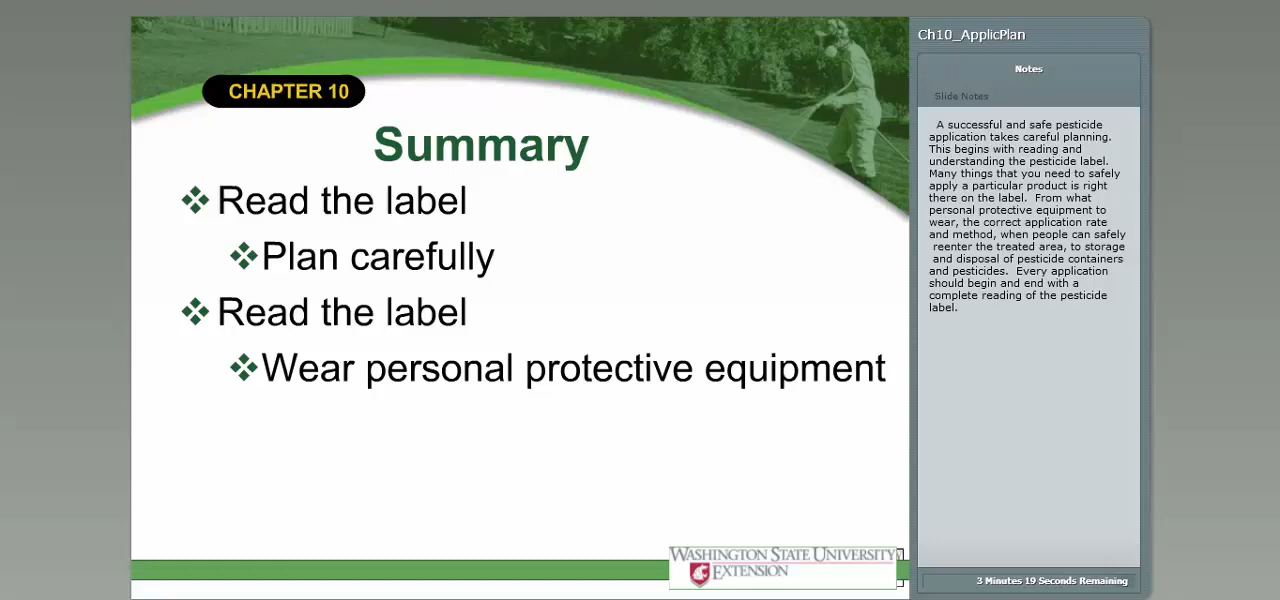 Ch10_ApplicPlan
CHAPTER 10
Notes
Slide Notes
Summary
Read the label
Plan carefully
Read the label
Wear personal protective equipment
A successful and safe pesticide
application takes careful planning.
This begins with reading and
understanding the pesticide label.
Many things that you need to safely
apply a particular product is right
there on the label.  From what
personal protective equipment to
wear, the correct application rate
and method, when people can safely
reenter the treated area, to storage
and disposal of pesticide containers
and pesticides.  Every application
should begin and end with a
complete reading of the pesticide
label.
WASHINGTON STATE UNIVERSITY
EXTENSION
3 Minutes 19 Seconds Remaining